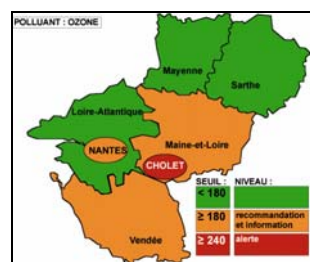 POLLUANT : OZONE
Mayenne
Sarthe
Loire-Atlantique
Maine-et-Loire
NANTES
CHOLET
Vendée
SEUIL : NIVEAU :
< 180
≥ 180 recommandation et information
≥ 240 alerte